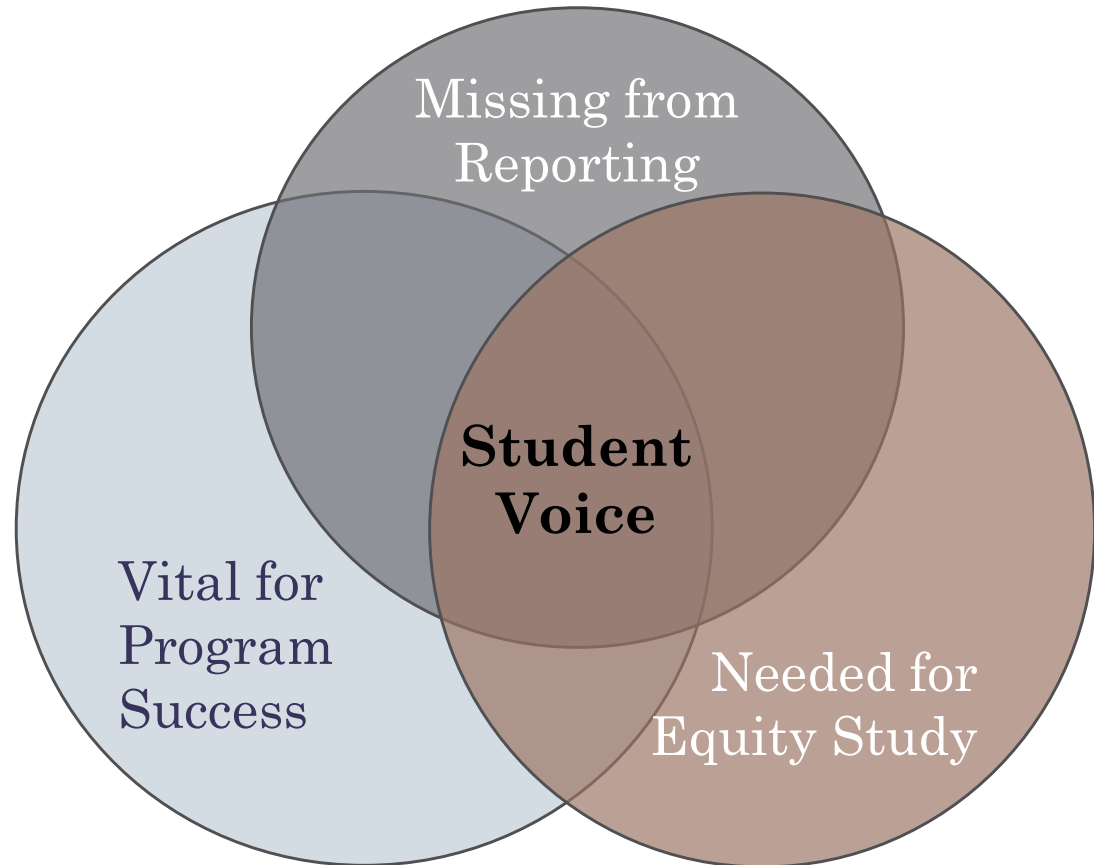 Missing from
Reporting
Student
Voice
Vital for
Program
Success
Needed for
Equity Study